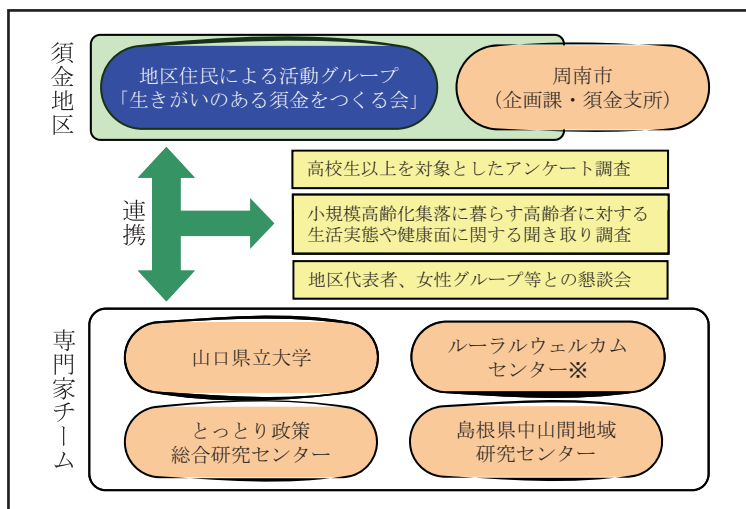 須金地区
地区住民による活動グループ
「生きがいのある須金をつくる会」
周南市
（企画課・須金支所）
連携
高校生以上を対象としたアンケート調査
小規模高齢化集落に暮らす高齢者に対する
生活実態や健康面に関する聞き取り調査
地区代表者、女性グループ等との懇談会
専門家チーム
山口県立大学
ルーラルウェルカム
センター※
とっとり政策
総合研究センター
島根県中山間地域
研究センター